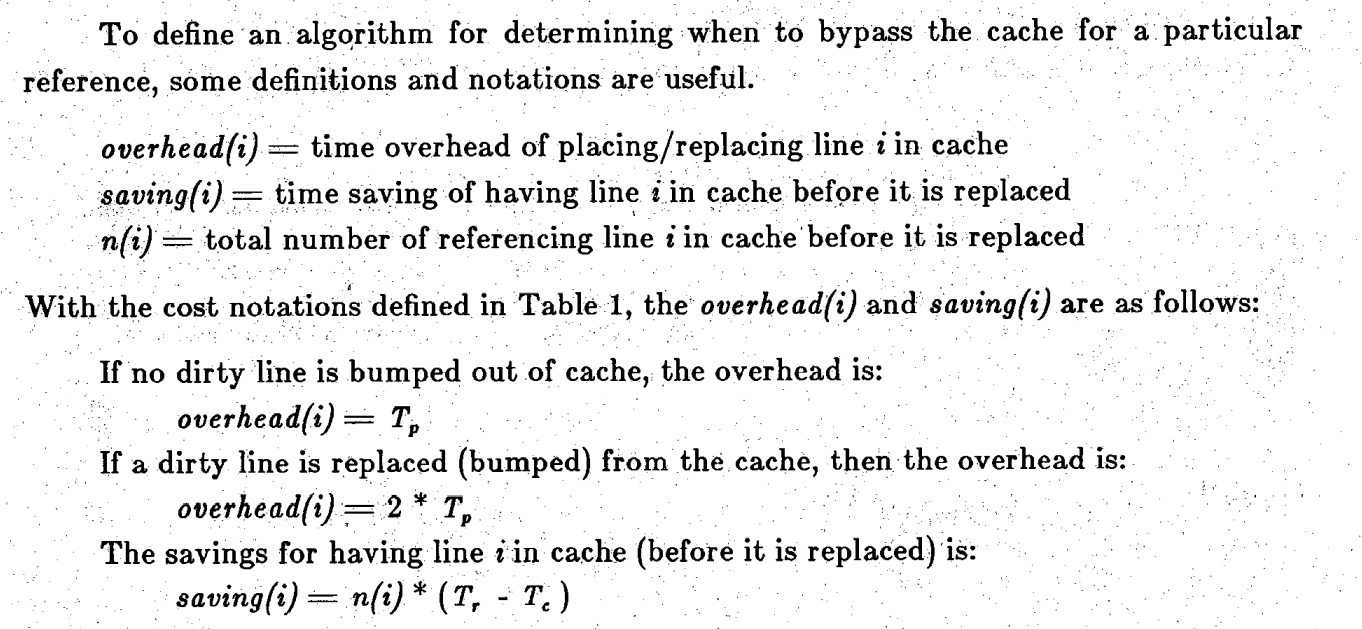 To define an algorithm for determining when to bypass the cache for a particular
reference, some definitions and notations are useful.
overhead(i) = time overhead of placing/replacing line i in cache
saving(i) = time saving of having line i in cache before it is replaced
n(i) = total number of referencing line i in cache before it is replaced
With the cost notations defined in Table 1, the overhead(i) and saving(i) are as follows:
If no dirty line is bumped out of cache, the overhead is:
overhead(i) = T_p
If a dirty line is replaced (bumped) from the cache, then the overhead is:
overhead(i) = 2 * T_p
The savings for having line i in cache (before it is replaced) is:
saving(i) = n(i) * (T_r - T_c)